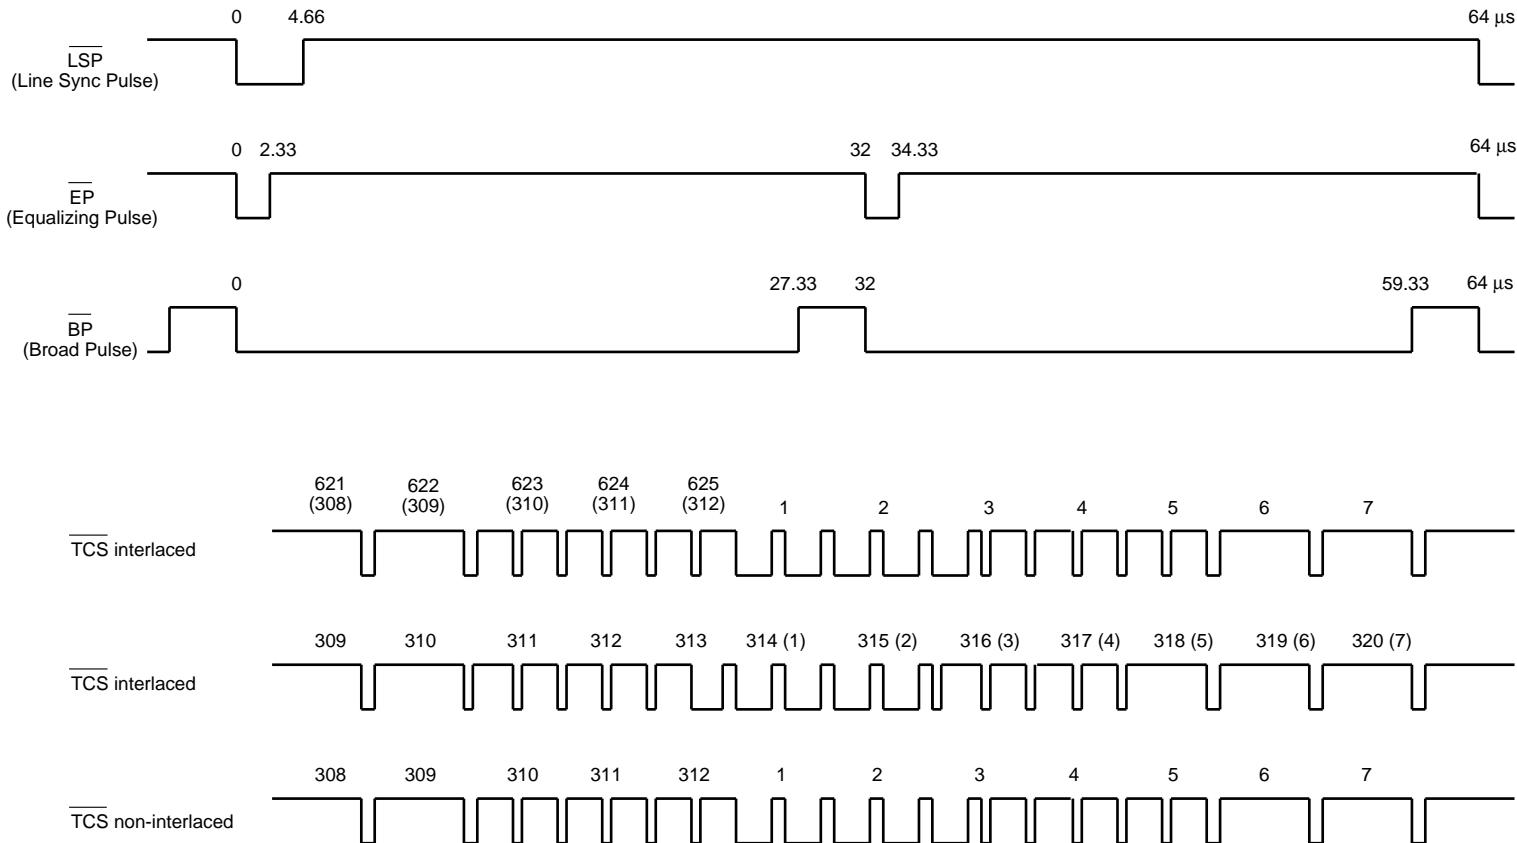 0 4.66 64 μs
LSP
(Line Sync Pulse)
0 2.33 32 34.33 64 μs
EP
(Equalizing Pulse)
0 27.33 32 59.33 64 μs
BP
(Broad Pulse)
621 622 623 624 625 1 2 3 4 5 6 7
(308) (309) (310) (311) (312)
TCS interlaced
309 310 311 312 313 314 (1) 315 (2) 316 (3) 317 (4) 318 (5) 319 (6) 320 (7)
TCS interlaced
308 309 310 311 312 1 2 3 4 5 6 7
TCS non-interlaced